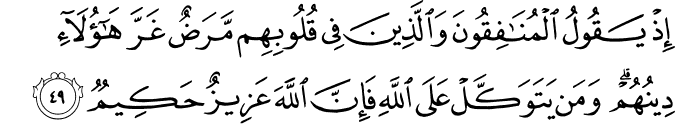 إِذْ يَقُولُ ٱلْمُنَٰفِقُونَ وَٱلَّذِينَ فِى قُلُوبِهِم مَّرَضٌ غَرَّ هَٰٓؤُلَآءِ
دِينُهُمْ ۗ وَمَن يَتَوَكَّلْ عَلَى ٱللَّهِ فَإِنَّ ٱللَّهَ عَزِيزٌ حَكِيمٌ ٤٩